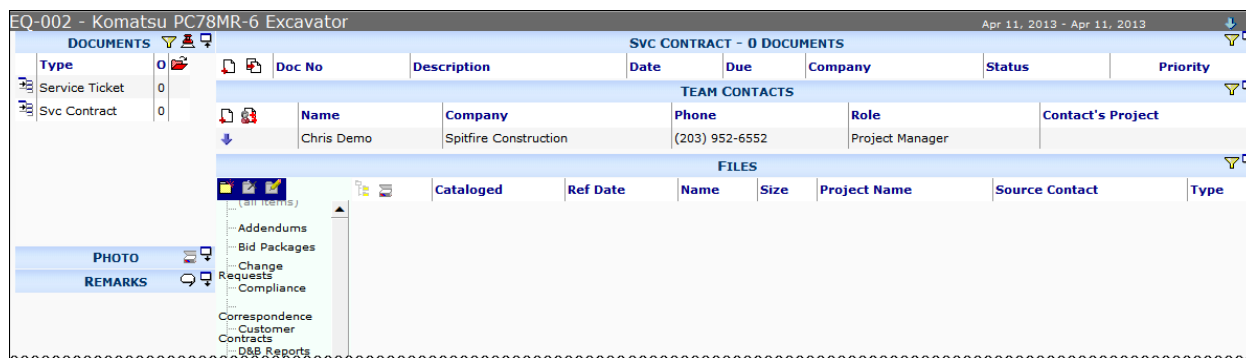 EQ-002 - Komatsu PC78MR-6 Excavator Apr 11, 2013 - Apr 11, 2013
DOCUMENTS
Type O
Service Ticket 0
Svc Contract 0
PHOTO
REMARKS
SVC CONTRACT - 0 DOCUMENTS
Doc No Description Date Due Company Status Priority
TEAM CONTACTS
Name Company Phone Role Contact's Project
Chris Demo Spitfire Construction (203) 952-6552 Project Manager
FILES
Cataloged Ref Date Name Size Project Name Source Contact Type
(all items)
Addendums
Bid Packages
Change
Requests
Compliance
Correspondence
Customer
Contracts
D&B Reports